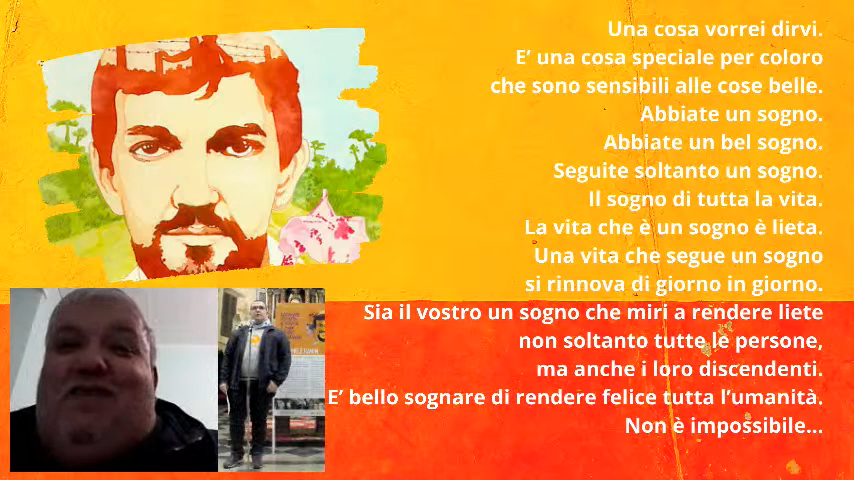 Una cosa vorrei dirvi.
E’ una cosa speciale per coloro
che sono sensibili alle cose belle.
Abbiate un sogno.
Abbiate un bel sogno.
Seguite soltanto un sogno.
Il sogno di tutta la vita.
La vita che è un sogno è lieta.
Una vita che segue un sogno
si rinnova di giorno in giorno.
Sia il vostro un sogno che miri a rendere liete
non soltanto tutte le persone,
ma anche i loro discendenti.
E’ bello sognare di rendere felice tutta l’umanità.
Non è impossibile...